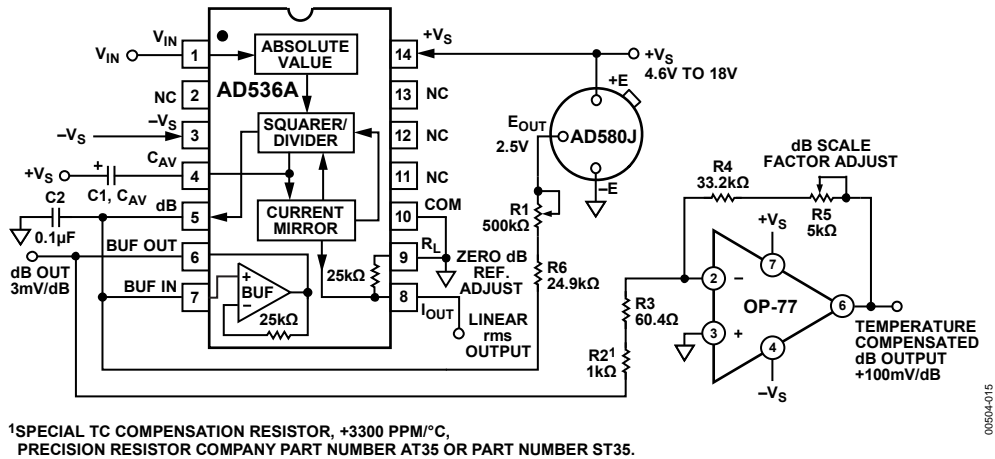 V_IN
V_IN
1
NC
2
–V_S
–V_S
3
+V_S
+
C1, C_AV
C_AV
4
C2
0.1µF
dB
5
BUF OUT
6
dB OUT
3mV/dB
BUF IN
7
ABSOLUTE
VALUE
AD536A
SQUARER/
DIVIDER
CURRENT
MIRROR
25kΩ
+
BUF
–
25kΩ
14
+V_S
13
NC
12
NC
11
NC
10
COM
9
R_L
8
I_OUT
LINEAR
rms
OUTPUT
+V_S
4.6V TO 18V
+E
E_OUT
2.5V
AD580J
–E
R1
500kΩ
ZERO dB
REF.
ADJUST
R6
24.9kΩ
R3
60.4Ω
R2¹
1kΩ
dB SCALE
FACTOR ADJUST
R4
33.2kΩ
R5
5kΩ
+V_S
7
2
–
OP-77
6
3
+
4
–V_S
TEMPERATURE
COMPENSATED
dB OUTPUT
+100mV/dB
00504-015
¹SPECIAL TC COMPENSATION RESISTOR, +3300 PPM/°C,
PRECISION RESISTOR COMPANY PART NUMBER AT35 OR PART NUMBER ST35.